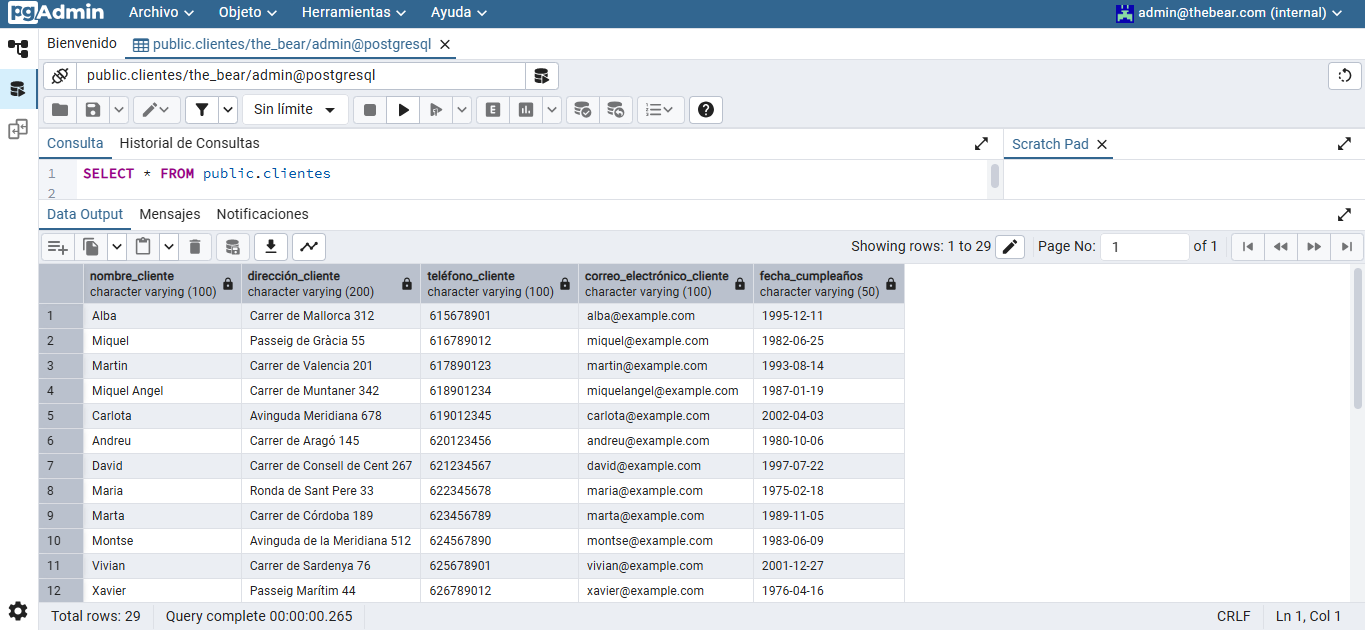 pgAdmin Archivo Objeto Herramientas Ayuda admin@thebear.com (internal)
Bienvenido public.clientes/the_bear/admin@postgresql
public.clientes/the_bear/admin@postgresql
Sin límite E
Consulta Historial de Consultas Scratch Pad
1 SELECT * FROM public.clientes
2
Data Output Mensajes Notificaciones
Showing rows: 1 to 29 Page No: 1 of 1
nombre_cliente dirección_cliente teléfono_cliente correo_electrónico_cliente fecha_cumpleaños
character varying (100) character varying (200) character varying (100) character varying (100) character varying (50)
1 Alba Carrer de Mallorca 312 615678901 alba@example.com 1995-12-11
2 Miquel Passeig de Gràcia 55 616789012 miquel@example.com 1982-06-25
3 Martin Carrer de Valencia 201 617890123 martin@example.com 1993-08-14
4 Miquel Angel Carrer de Muntaner 342 618901234 miquelangel@example.com 1987-01-19
5 Carlota Avinguda Meridiana 678 619012345 carlota@example.com 2002-04-03
6 Andreu Carrer de Aragó 145 620123456 andreu@example.com 1980-10-06
7 David Carrer de Consell de Cent 267 621234567 david@example.com 1997-07-22
8 Maria Ronda de Sant Pere 33 622345678 maria@example.com 1975-02-18
9 Marta Carrer de Córdoba 189 623456789 marta@example.com 1989-11-05
10 Montse Avinguda de la Meridiana 512 624567890 montse@example.com 1983-06-09
11 Vivian Carrer de Sardenya 76 625678901 vivian@example.com 2001-12-27
12 Xavier Passeig Marítim 44 626789012 xavier@example.com 1976-04-16
Total rows: 29 Query complete 00:00:00.265 CRLF Ln 1, Col 1